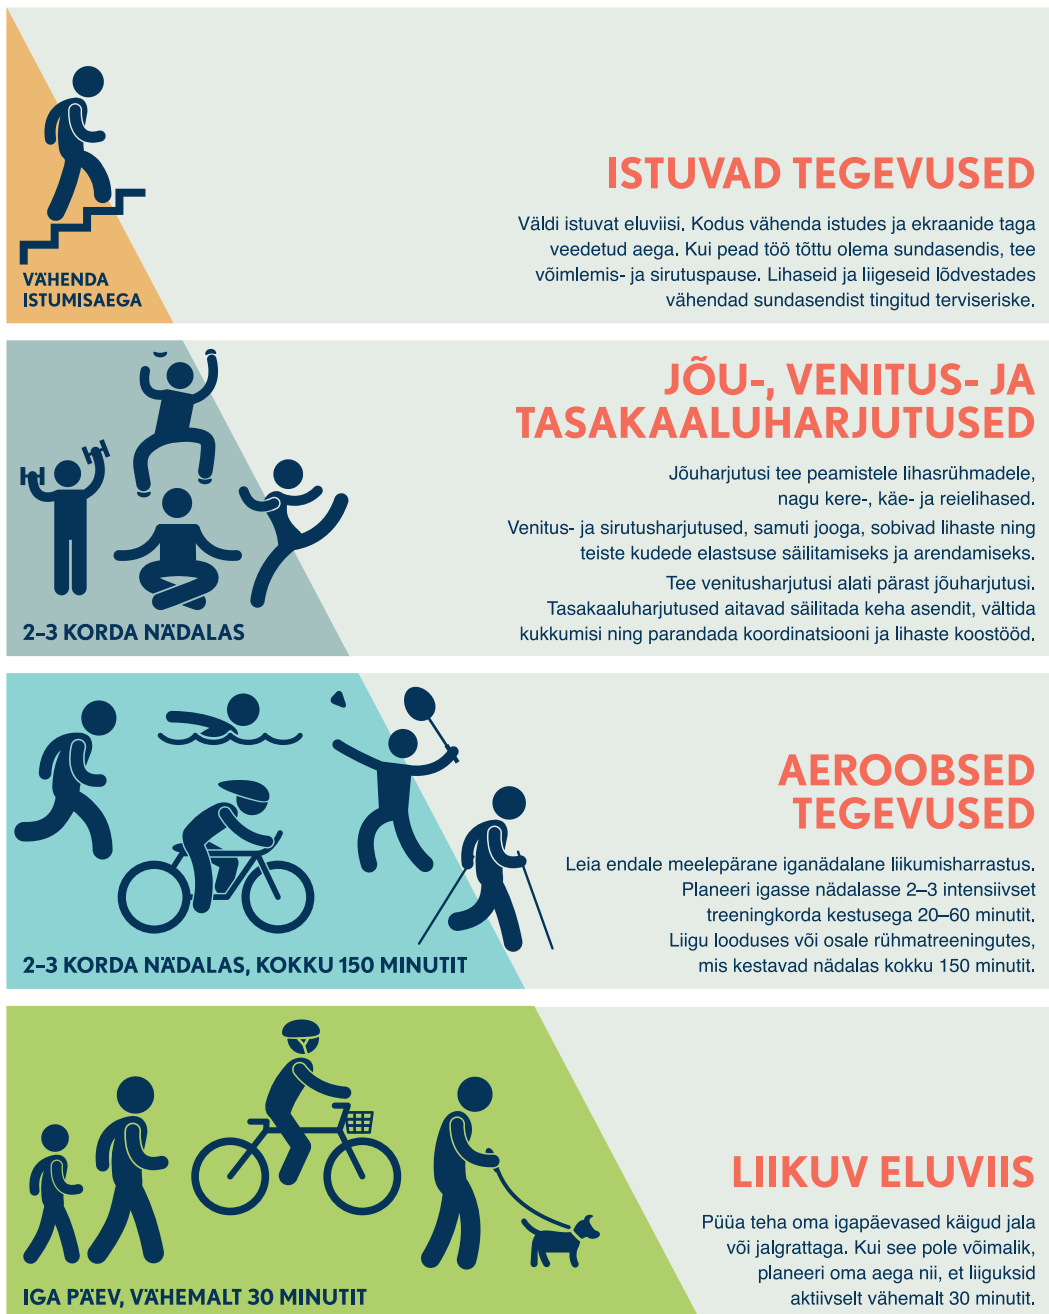 ISTUVAD TEGEVUSED
Väldi istuvat eluviisi. Kodus vähenda istudes ja ekraanide taga
veedetud aega. Kui pead töö tõttu olema sundasendis, tee
võimlemis- ja sirutuspause. Lihaseid ja liigeseid lõdvestades
vähendad sundasendist tingitud terviseriske.
VÄHENDA
ISTUMISAEGA
JÕU-, VENITUS- JA
TASAKAALUHARJUTUSED
Jõuharjutusi tee peamistele lihasrühmadele,
nagu kere-, käe- ja reielihased.
Venitus- ja sirutusharjutused, samuti jooga, sobivad lihaste ning
teiste kudede elastsuse säilitamiseks ja arendamiseks.
Tee venitusharjutusi alati pärast jõuharjutusi.
Tasakaaluharjutused aitavad säilitada keha asendit, vältida
kukkumisi ning parandada koordinatsiooni ja lihaste koostööd.
2–3 KORDA NÄDALAS
AEROOBSED
TEGEVUSED
Leia endale meelepärane iganädalane liikumisharrastus.
Planeeri igasse nädalasse 2–3 intensiivset
treeningkorda kestusega 20–60 minutit.
Liigu looduses või osale rühmatreeningutes,
mis kestavad nädalas kokku 150 minutit.
2–3 KORDA NÄDALAS, KOKKU 150 MINUTIT
LIIKUV ELUVIIS
Püüa teha oma igapäevased käigud jala
või jalgrattaga. Kui see pole võimalik,
planeeri oma aega nii, et liiguksid
aktiivselt vähemalt 30 minutit.
IGA PÄEV, VÄHEMALT 30 MINUTIT